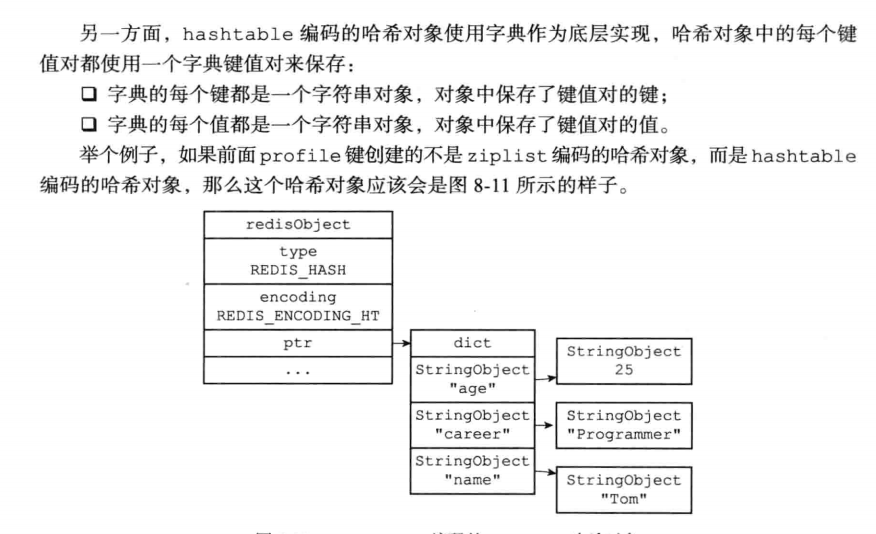 另一方面，hashtable 编码的哈希对象使用字典作为底层实现，哈希对象中的每个键
值对都使用一个字典键值对来保存：
❑ 字典的每个键都是一个字符串对象，对象中保存了键值对的键；
❑ 字典的每个值都是一个字符串对象，对象中保存了键值对的值。
举个例子，如果前面 profile 键创建的不是 ziplist 编码的哈希对象，而是 hashtable
编码的哈希对象，那么这个哈希对象应该会是图 8-11 所示的样子。
redisObject
type
REDIS_HASH
encoding
REDIS_ENCODING_HT
ptr
...
dict
StringObject
"age"
StringObject
"career"
StringObject
"name"
StringObject
25
StringObject
"Programmer"
StringObject
"Tom"